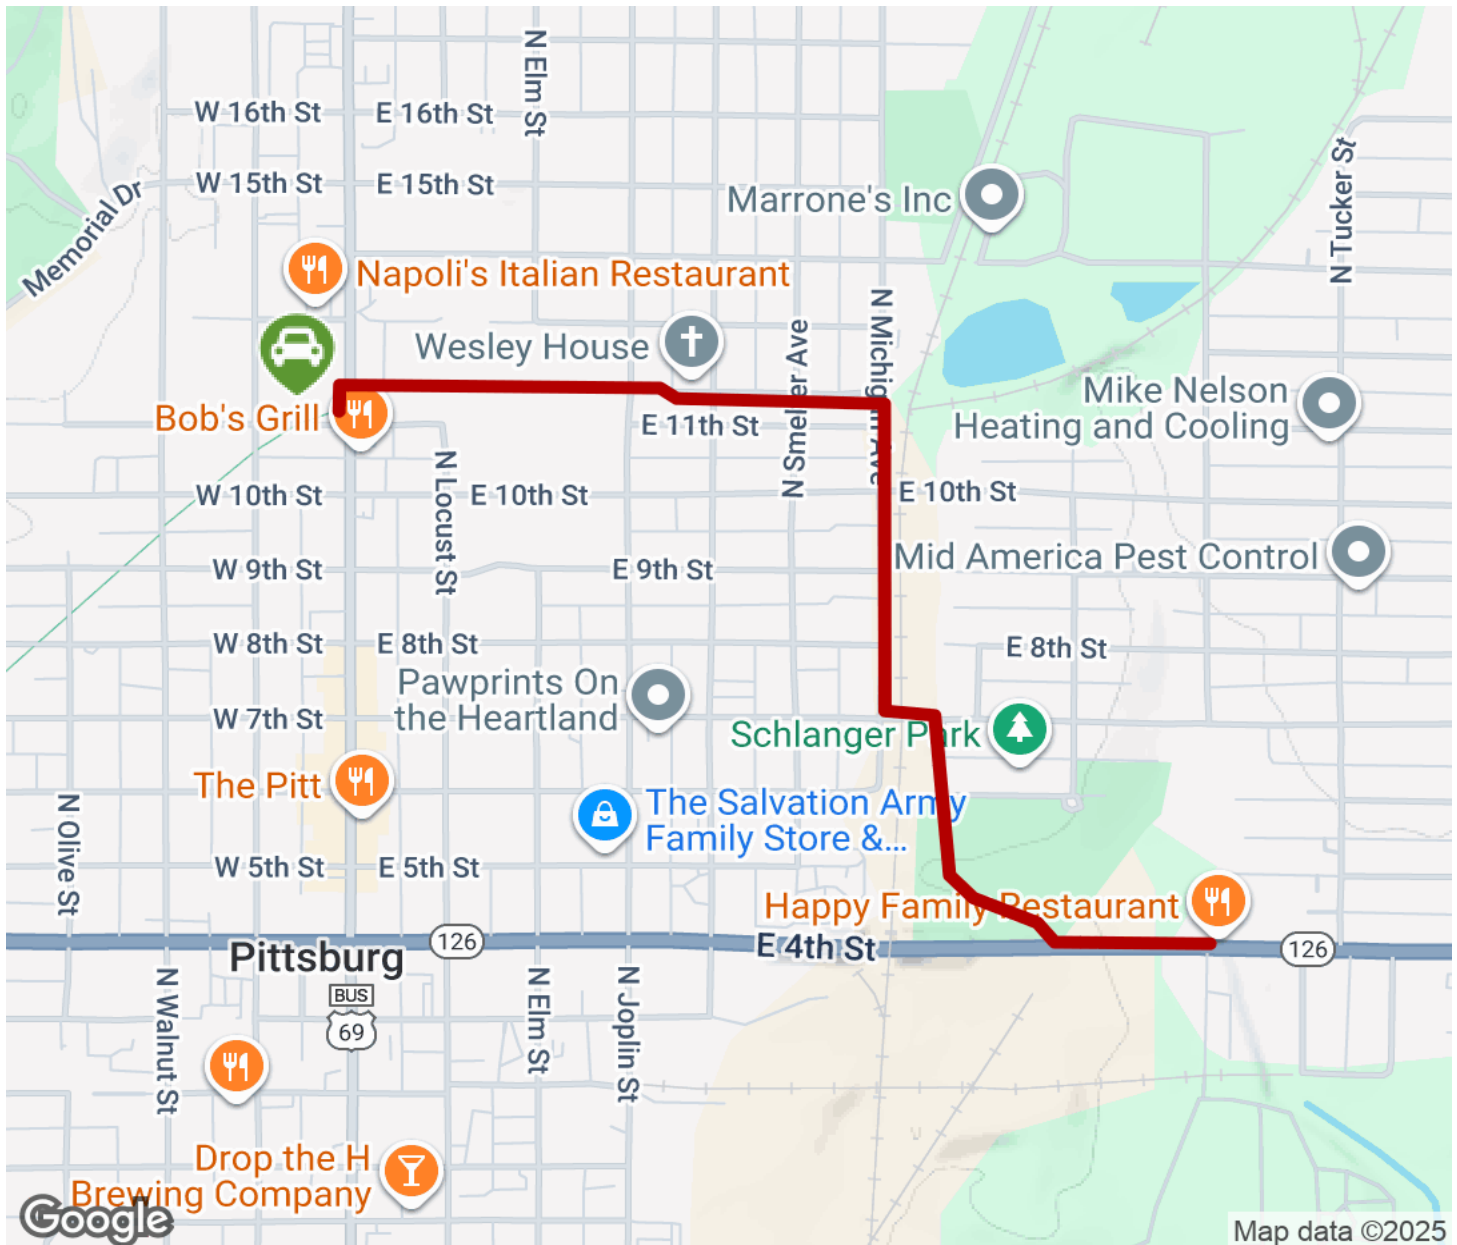 N Elm St
W 16th St
E 16th St
W 15th St
E 15th St
Memorial Dr
Marrone's Inc
N Tucker St
Napoli's Italian Restaurant
Wesley House
N Smelter Ave
N Michigan Ave
Bob's Grill
E 11th St
Mike Nelson
Heating and Cooling
N Locust St
W 10th St
E 10th St
E 10th St
W 9th St
E 9th St
Mid America Pest Control
W 8th St
E 8th St
E 8th St
Pawprints On
the Heartland
W 7th St
Schlanger Park
The Pitt
The Salvation Army
Family Store &...
N Olive St
W 5th St
E 5th St
Happy Family Restaurant
126
E 4th St
126
Pittsburg
BUS
69
N Walnut St
N Elm St
N Joplin St
Drop the H
Brewing Company
Google
Map data ©2025